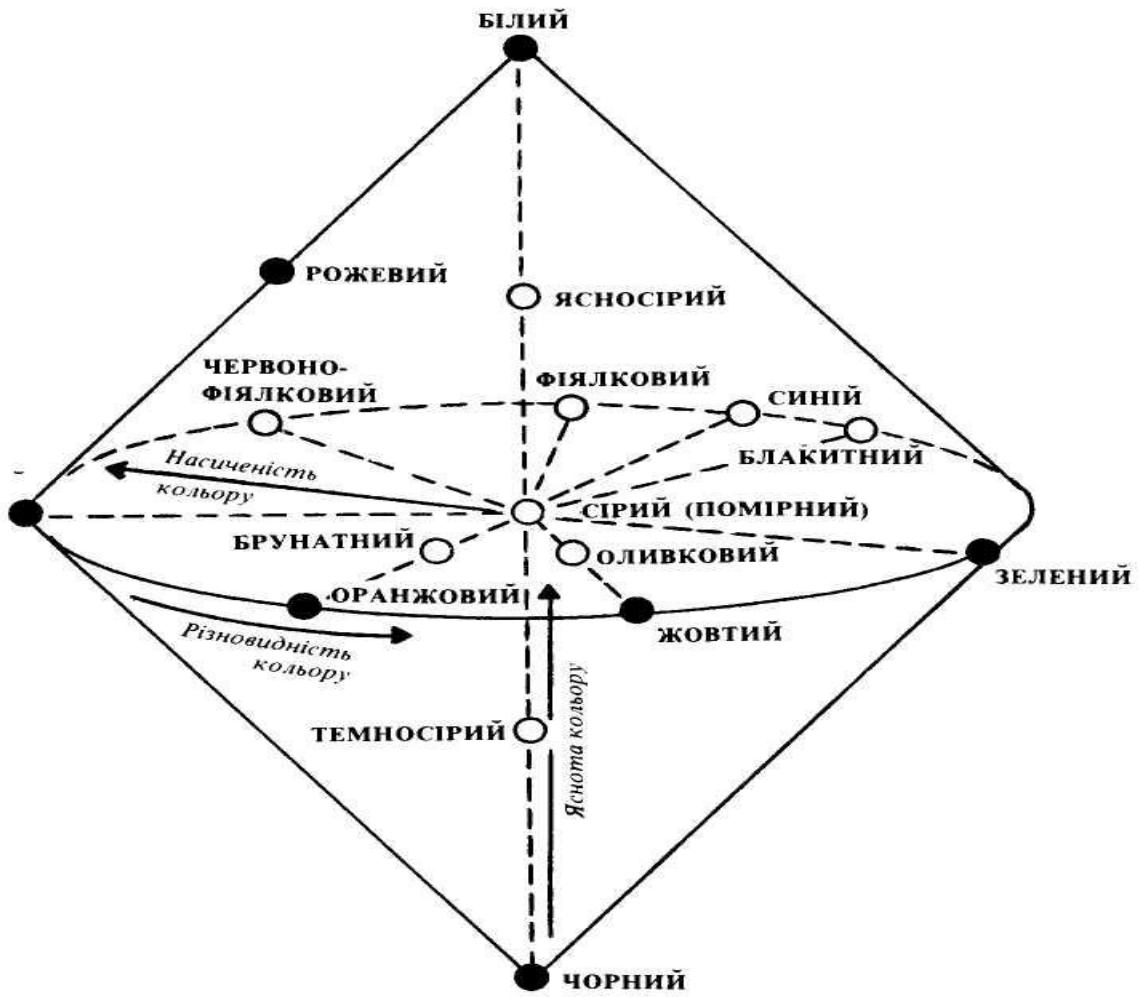 БІЛИЙ
РОЖЕВИЙ
ЯСНОСІРИЙ
ЧЕРВОНО-
ФІЯЛКОВИЙ
ФІЯЛКОВИЙ
СИНІЙ
БЛАКИТНИЙ
Насиченість
кольору
СІРИЙ (ПОМІРНИЙ)
БРУНАТНИЙ
ОЛИВКОВИЙ
ЗЕЛЕНИЙ
ОРАНЖОВИЙ
ЖОВТИЙ
Різновидність
кольору
ТЕМНОСІРИЙ
Яснота кольору
ЧОРНИЙ